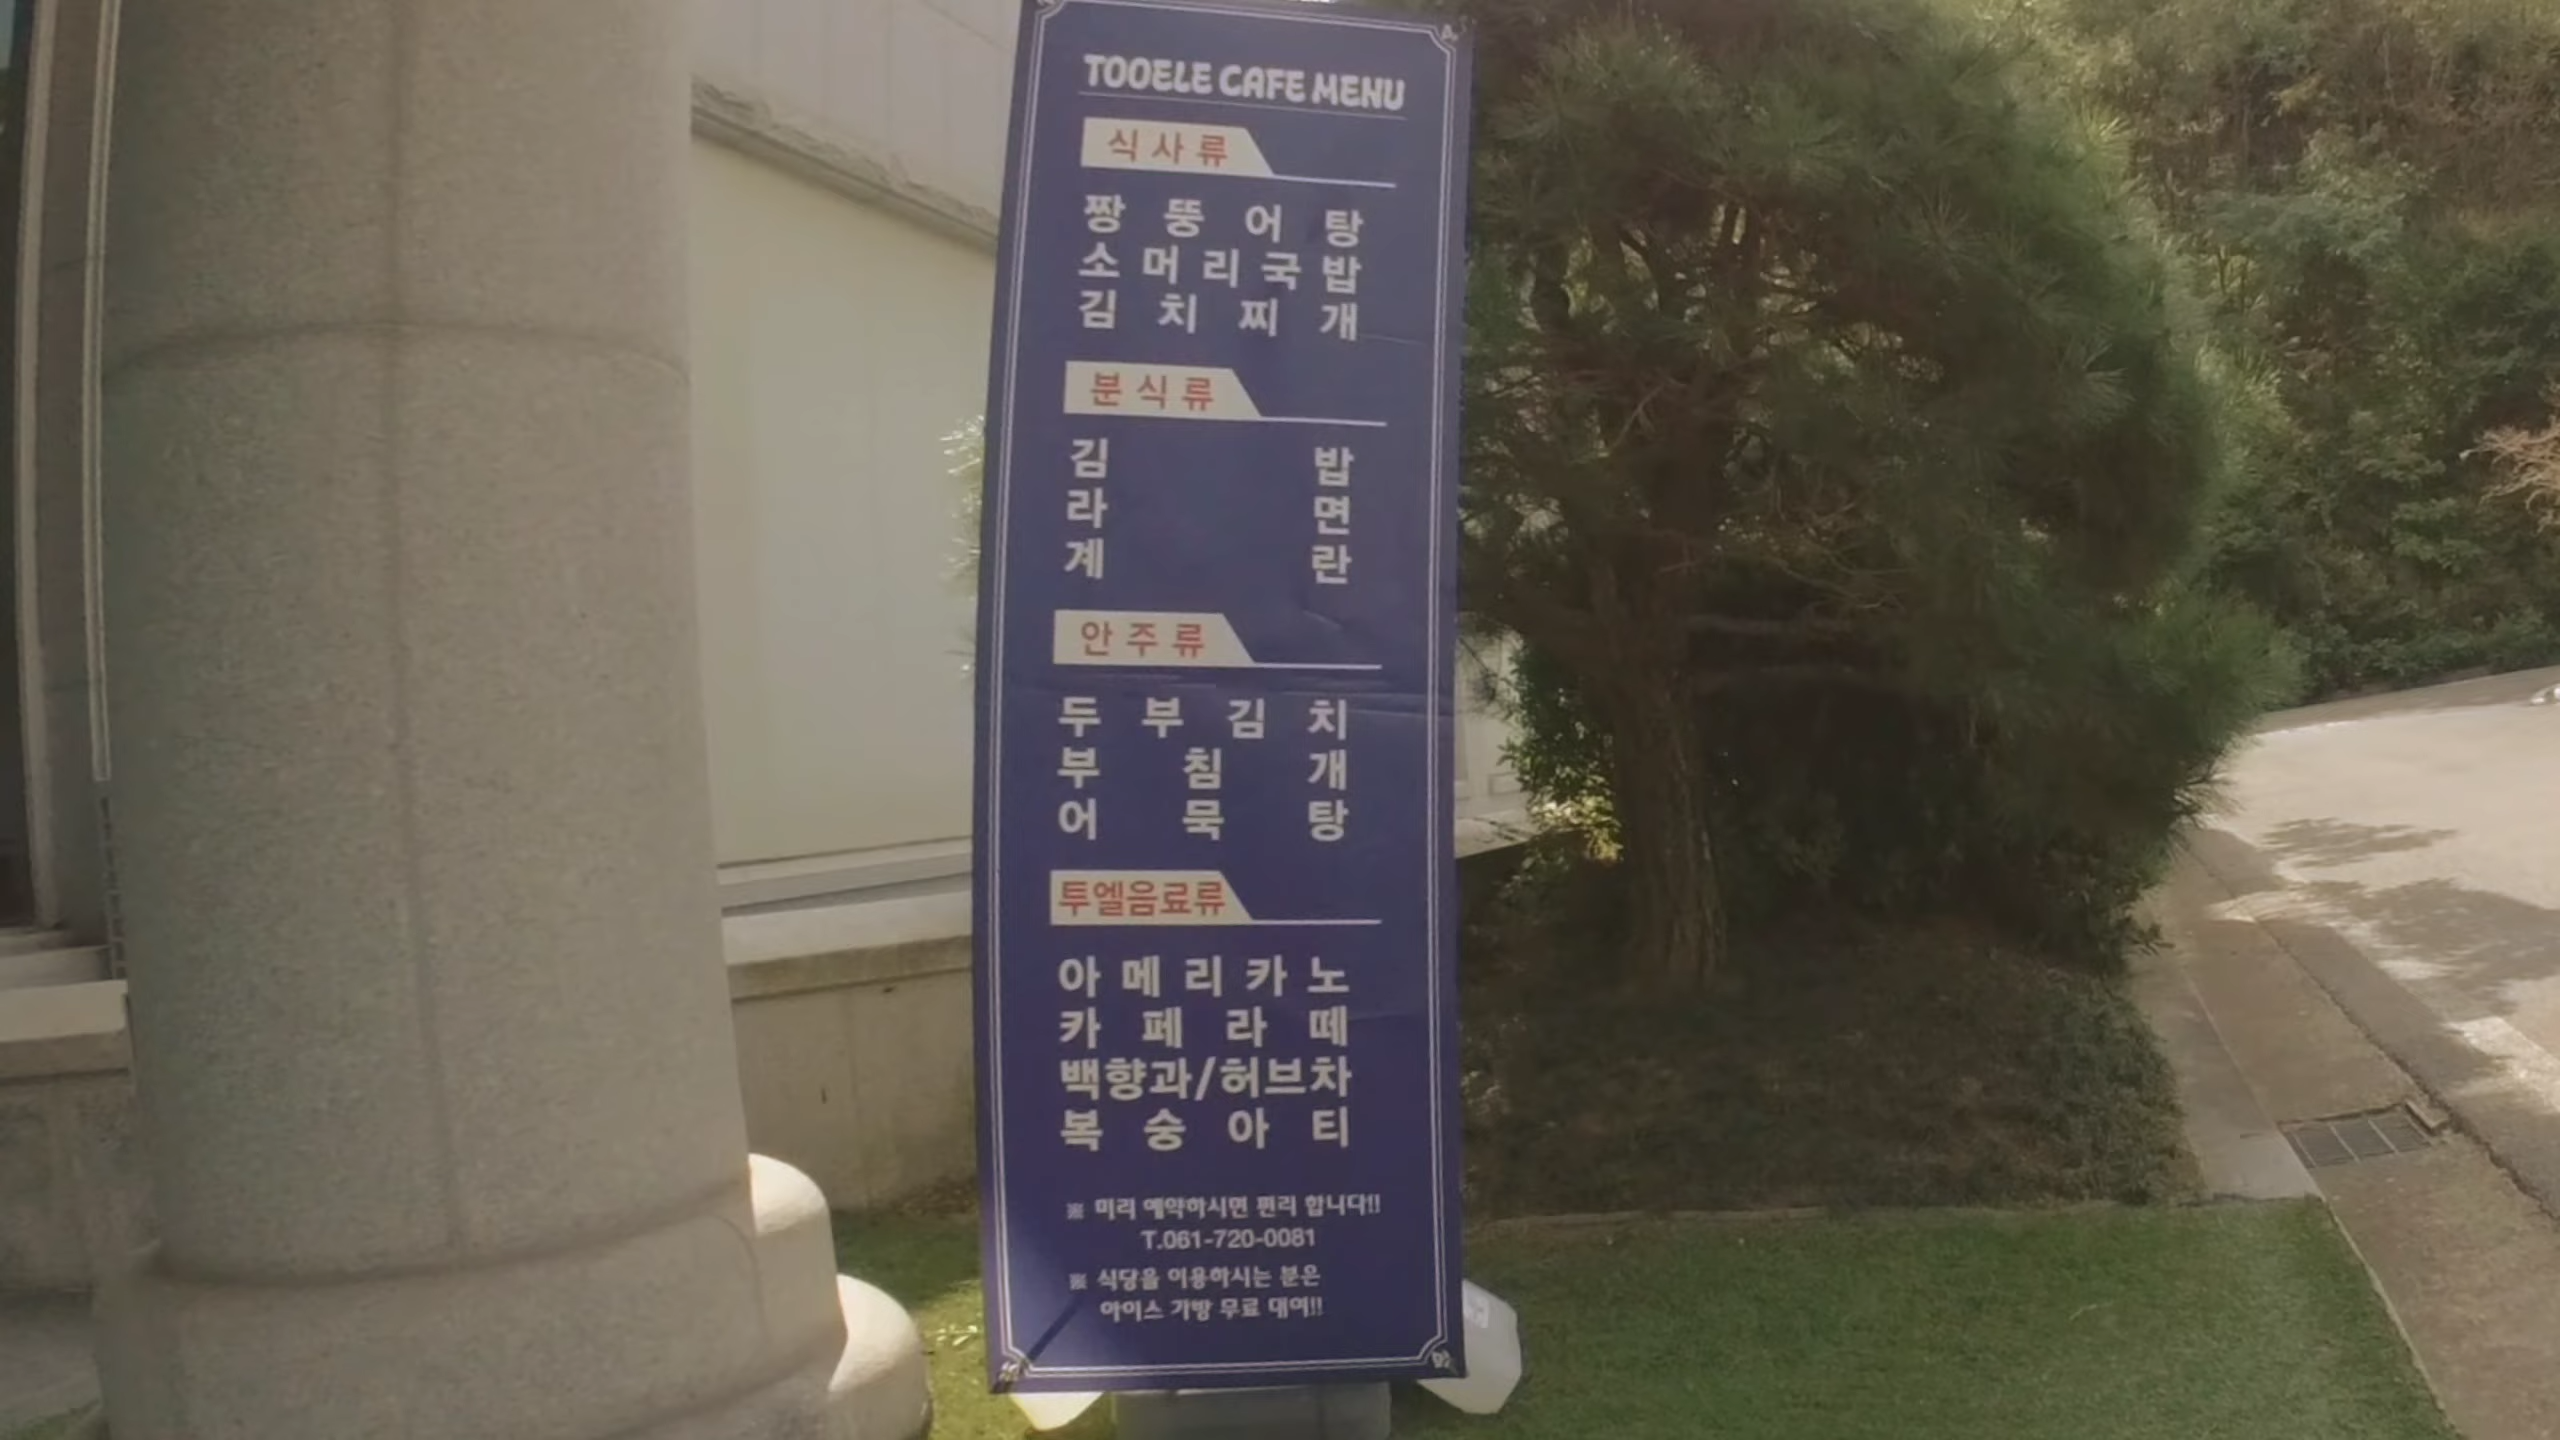 TOOELE CAFE MENU
식사류
짱뚱어탕
소머리국밥
김치찌개
분식류
김밥
라면
계란
안주류
두부김치
부침개
어묵탕
투엘음료류
아메리카노
카페라떼
백향과/허브차
복숭아티
※ 미리 예약하시면 편리 합니다!!
T.061-720-0081
※ 식당을 이용하시는 분은
아이스 가방 무료 대여!!